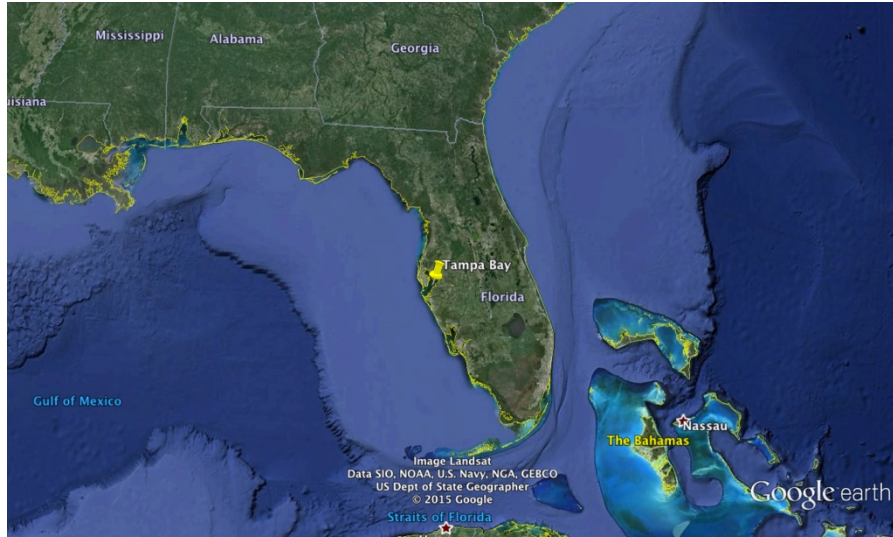 Mississippi
Alabama
Georgia
uisiana
Tampa Bay
Florida
Gulf of Mexico
Nassau
The Bahamas
Image Landsat
Data SIO, NOAA, U.S. Navy, NGA, GEBCO
US Dept of State Geographer
© 2015 Google
Google earth
Straits of Florida